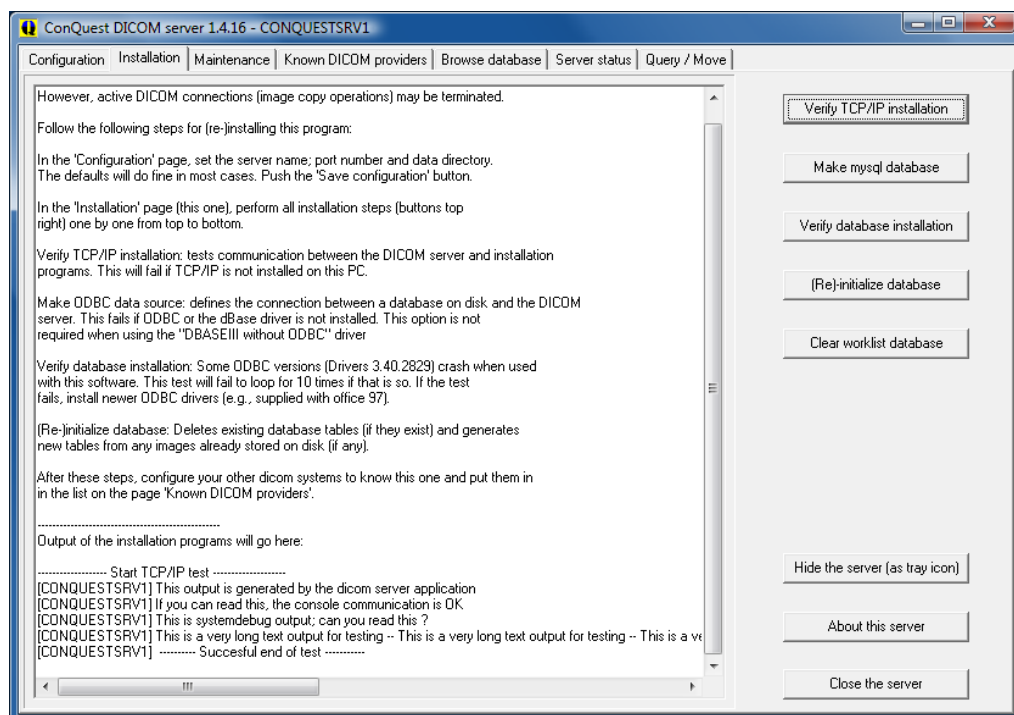 ConQuest DICOM server 1.4.16 - CONQUESTSRV1
Configuration Installation Maintenance Known DICOM providers Browse database Server status Query / Move
However, active DICOM connections (image copy operations) may be terminated.
Follow the following steps for (re-)installing this program:
In the 'Configuration' page, set the server name; port number and data directory.
The defaults will do fine in most cases. Push the 'Save configuration' button.
In the 'Installation' page (this one), perform all installation steps (buttons top
right) one by one from top to bottom.
Verify TCP/IP installation: tests communication between the DICOM server and installation
programs. This will fail if TCP/IP is not installed on this PC.
Make ODBC data source: defines the connection between a database on disk and the DICOM
server. This fails if ODBC or the dBase driver is not installed. This option is not
required when using the "DBASEIII without ODBC" driver
Verify database installation: Some ODBC versions (Drivers 3.40.2829) crash when used
with this software. This test will fail to loop for 10 times if that is so. If the test
fails, install newer ODBC drivers (e.g., supplied with office 97).
(Re-)initialize database: Deletes existing database tables (if they exist) and generates
new tables from any images already stored on disk (if any).
After these steps, configure your other dicom systems to know this one and put them in
in the list on the page 'Known DICOM providers'.
--------------------------------------------------
Output of the installation programs will go here:
------------------- Start TCP/IP test --------------------
[CONQUESTSRV1] This output is generated by the dicom server application
[CONQUESTSRV1] If you can read this, the console communication is OK
[CONQUESTSRV1] This is systemdebug output; can you read this ?
[CONQUESTSRV1] This is a very long text output for testing -- This is a very long text output for testing -- This is a ve
[CONQUESTSRV1] ---------- Succesful end of test -----------
Verify TCP/IP installation
Make mysql database
Verify database installation
(Re)-initialize database
Clear worklist database
Hide the server (as tray icon)
About this server
Close the server